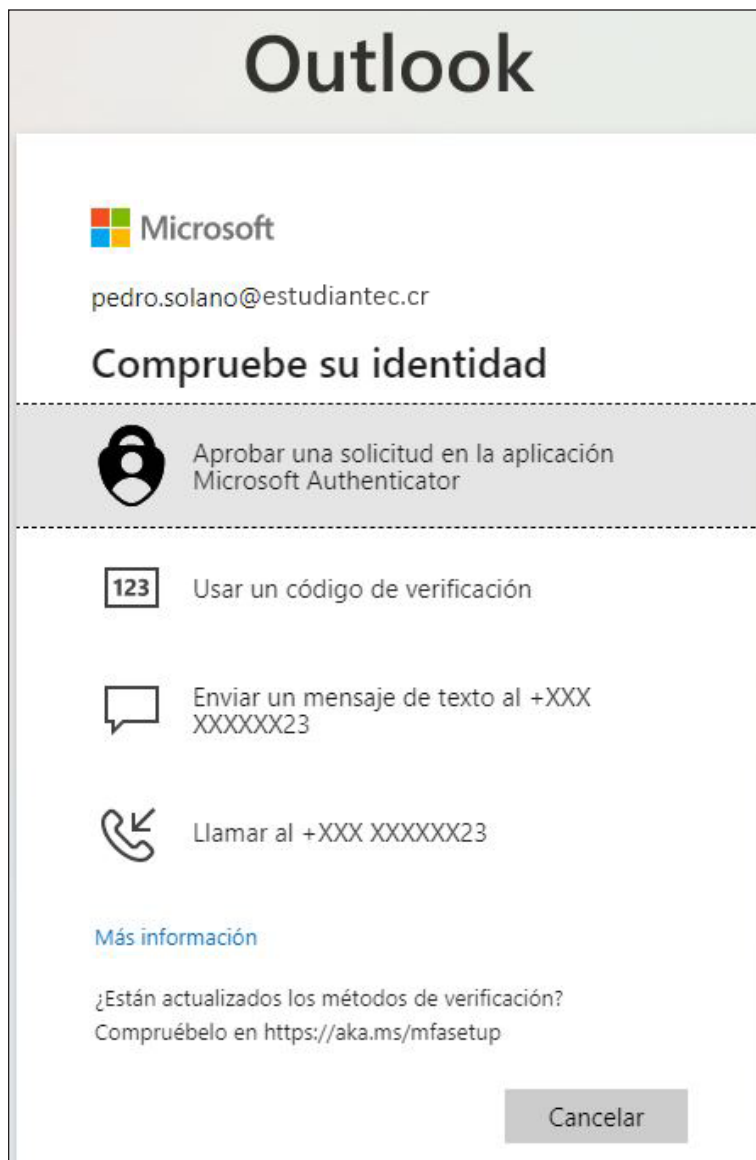 Outlook
Microsoft
pedro.solano@estudiantec.cr
Compruebe su identidad
Aprobar una solicitud en la aplicación
Microsoft Authenticator
123
Usar un código de verificación
Enviar un mensaje de texto al +XXX
XXXXXX23
Llamar al +XXX XXXXXX23
Más información
¿Están actualizados los métodos de verificación?
Compruébelo en https://aka.ms/mfasetup
Cancelar